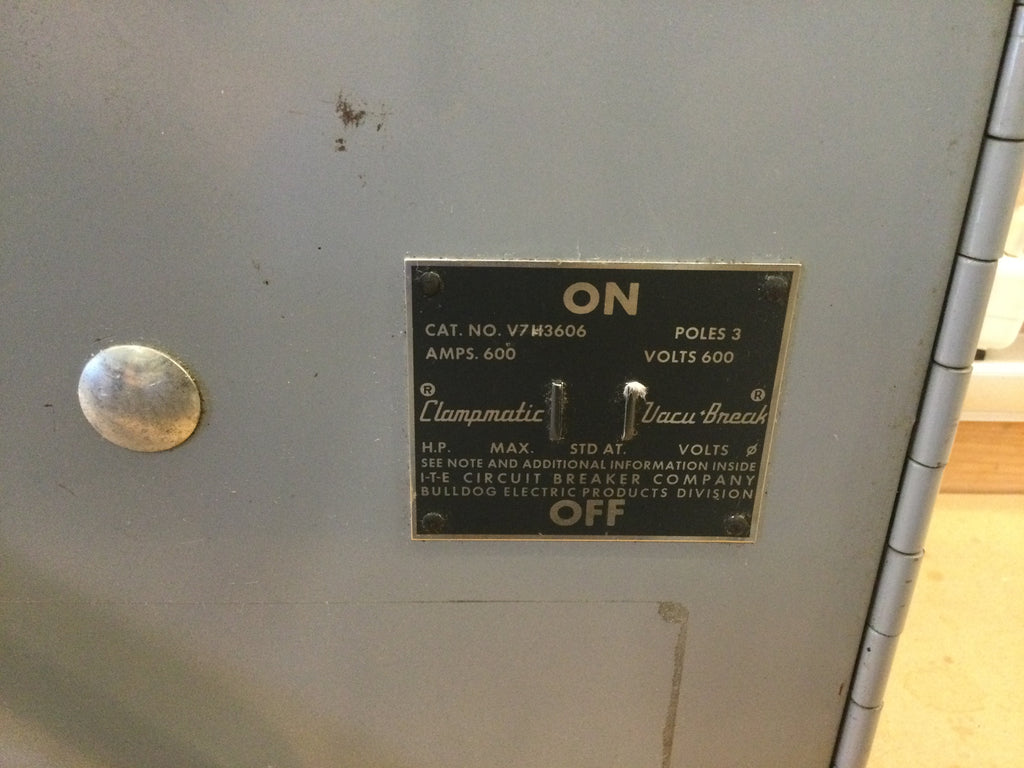 ON
CAT. NO. V7H3606 POLES 3
AMPS. 600 VOLTS 600
® Clampmatic ® Vacu-Break
H.P. MAX. STD AT. VOLTS ø
SEE NOTE AND ADDITIONAL INFORMATION INSIDE
I-T-E CIRCUIT BREAKER COMPANY
BULLDOG ELECTRIC PRODUCTS DIVISION
OFF